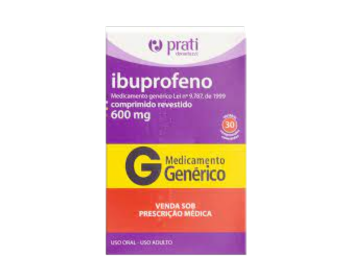 prati
ibuprofeno
Medicamento genérico Lei nº 9.787, de 1999
comprimido revestido
600 mg
30
G Medicamento
Genérico
VENDA SOB
PRESCRIÇÃO MÉDICA
USO ORAL - USO ADULTO